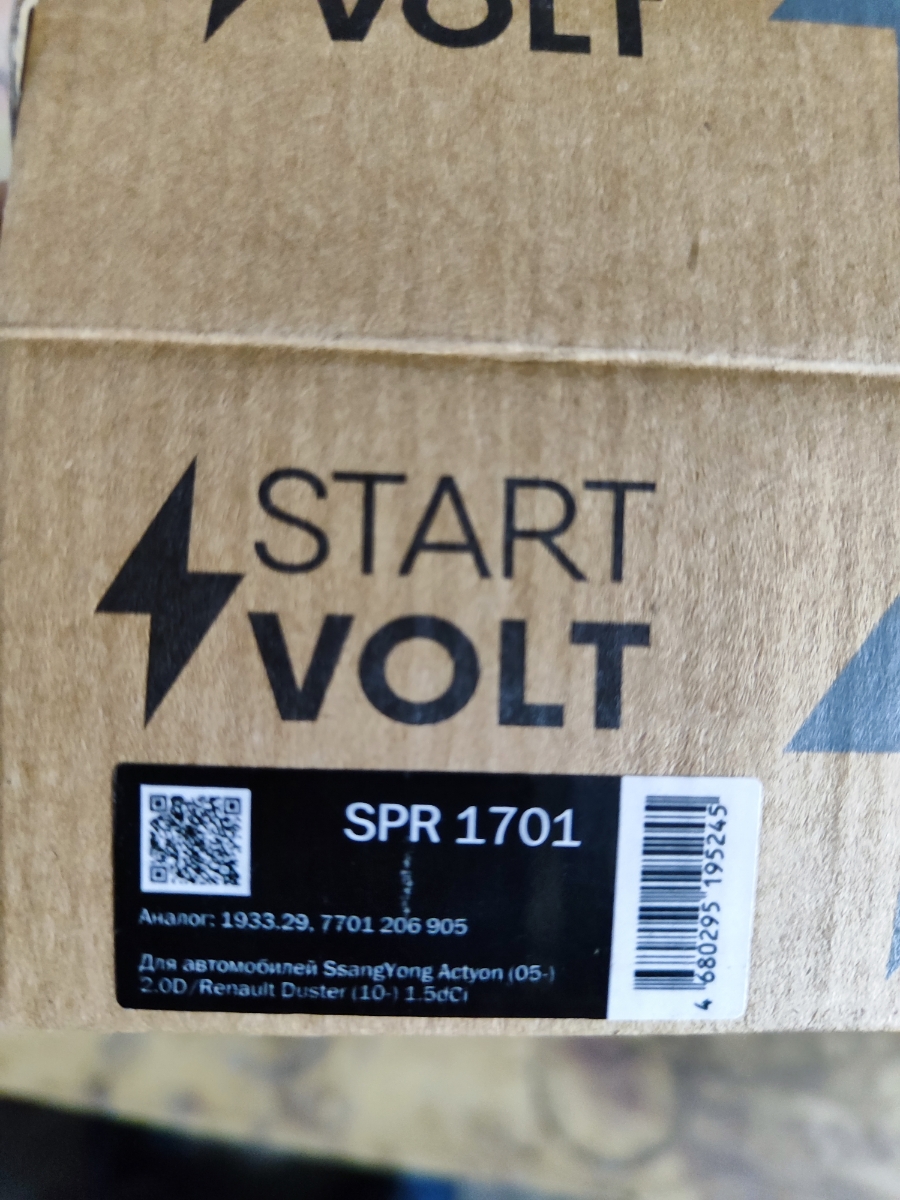 VOLT
START
VOLT
SPR 1701
Аналог: 1933.29, 7701 206 905
Для автомобилей SsangYong Actyon (05-)
2.0D/Renault Duster (10-) 1.5dCi
4 680295 195245